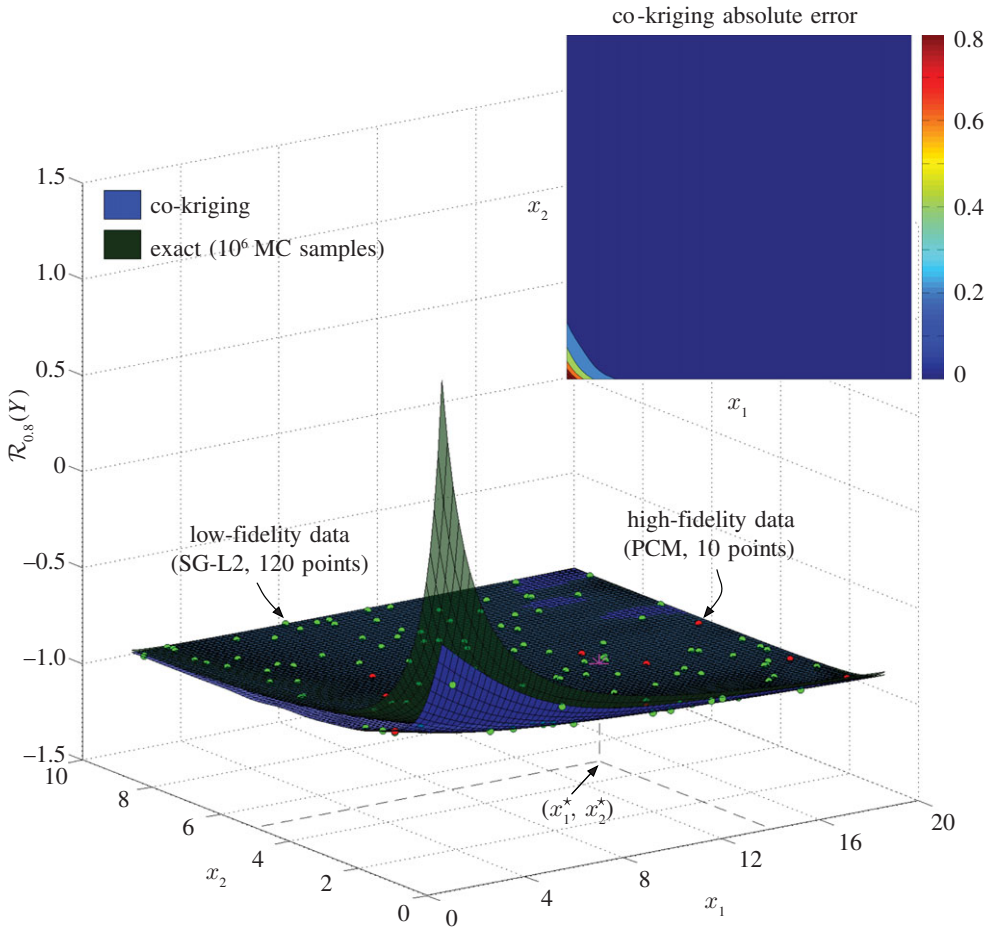 co-kriging absolute error
0.8
0.6
0.4
0.2
0
x₂
x₁
co-kriging
exact (10⁶ MC samples)
1.5
1.0
0.5
0
−0.5
−1.0
−1.5
ℛ₀.₈(Y)
low-fidelity data
(SG-L2, 120 points)
high-fidelity data
(PCM, 10 points)
(x₁*, x₂*)
10
8
6
4
2
0
x₂
0
4
8
12
16
20
x₁